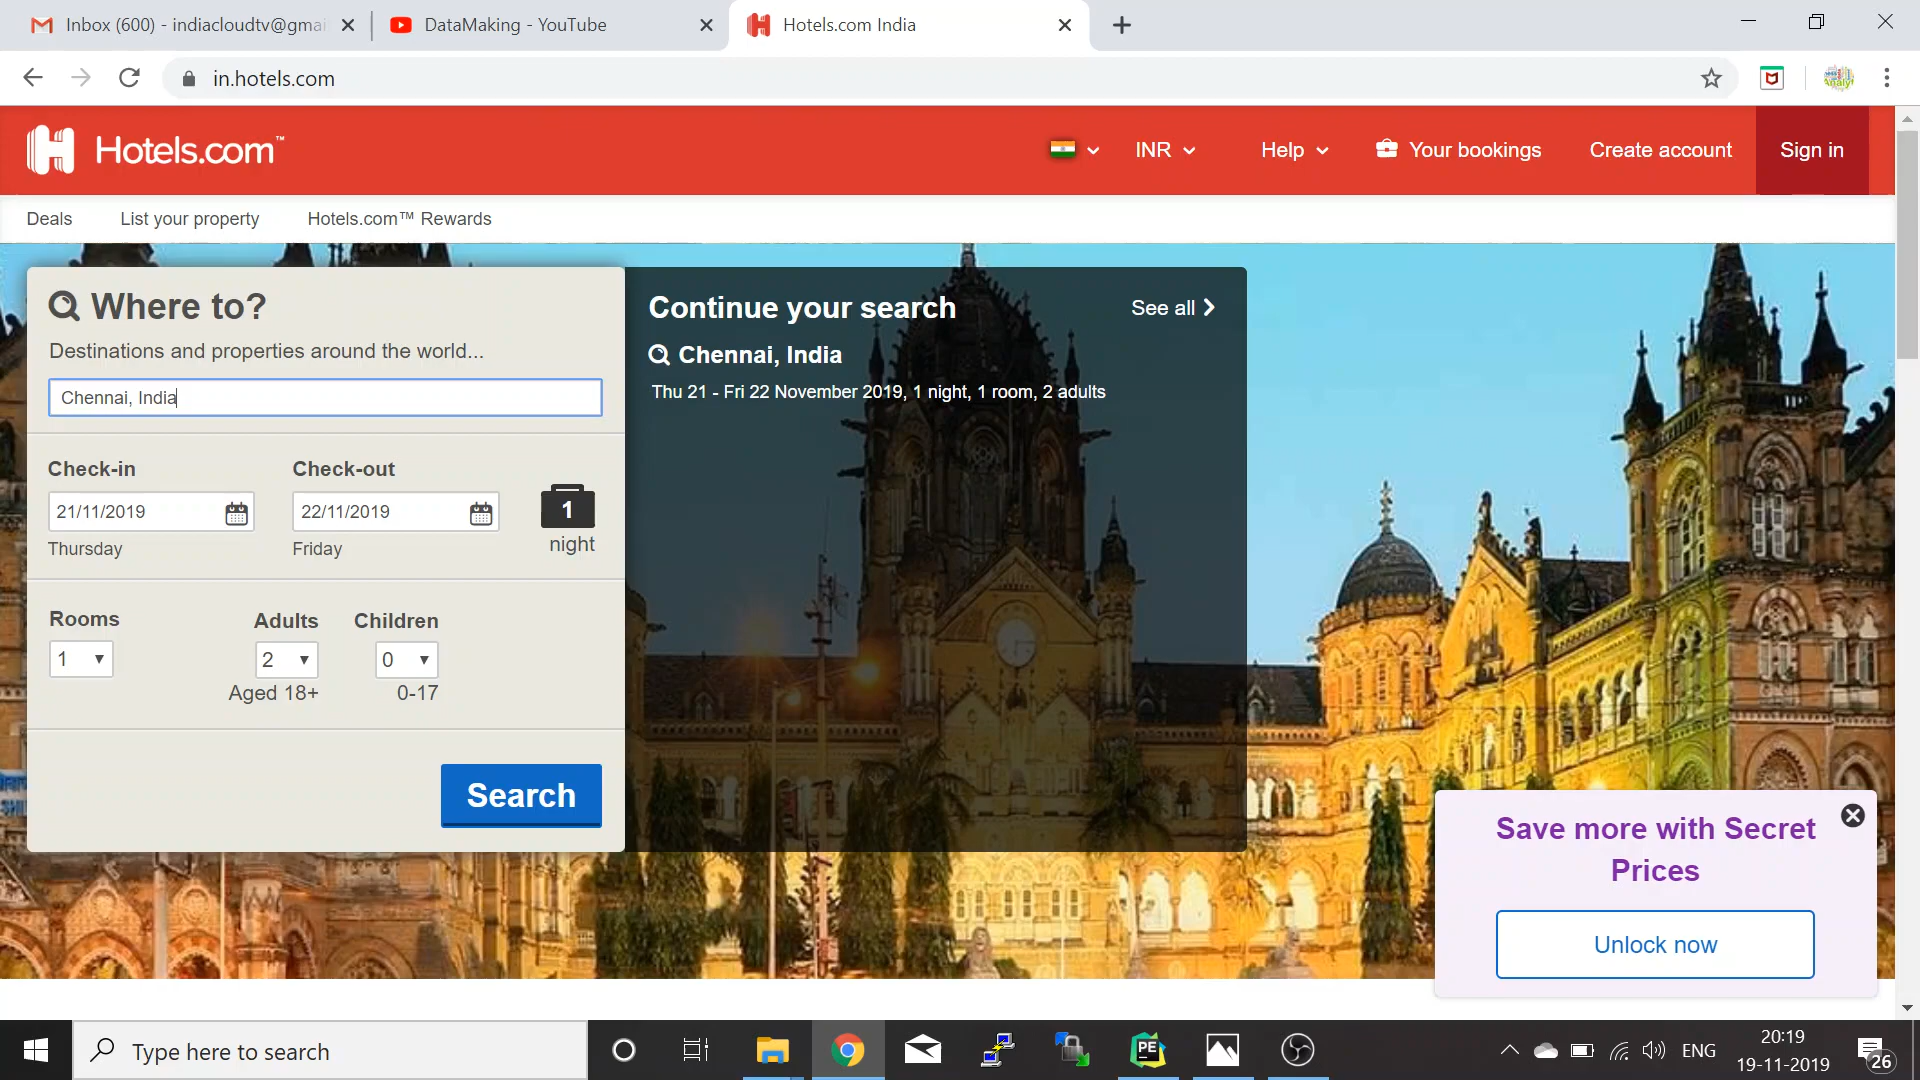 Inbox (600) - indiacloudtv@gmai
DataMaking - YouTube
Hotels.com India
in.hotels.com
Hotels.com™
INR
Help
Your bookings
Create account
Sign in
Deals
List your property
Hotels.com™ Rewards
Where to?
Destinations and properties around the world...
Chennai, India
Check-in
Check-out
21/11/2019
22/11/2019
1
night
Thursday
Friday
Rooms
Adults
Children
1
2
0
Aged 18+
0-17
Search
Continue your search
See all
Chennai, India
Thu 21 - Fri 22 November 2019, 1 night, 1 room, 2 adults
Save more with Secret
Prices
Unlock now
Type here to search
PE
ENG
20:19
19-11-2019
26